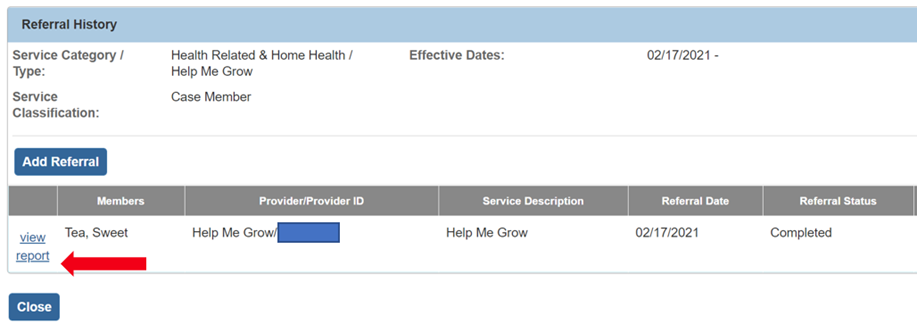 Referral History
Service Category / Health Related & Home Health / Effective Dates: 02/17/2021 -
Type: Help Me Grow
Service Case Member
Classification:
Add Referral
Members Provider/Provider ID Service Description Referral Date Referral Status
view Tea, Sweet Help Me Grow/ Help Me Grow 02/17/2021 Completed
report
Close